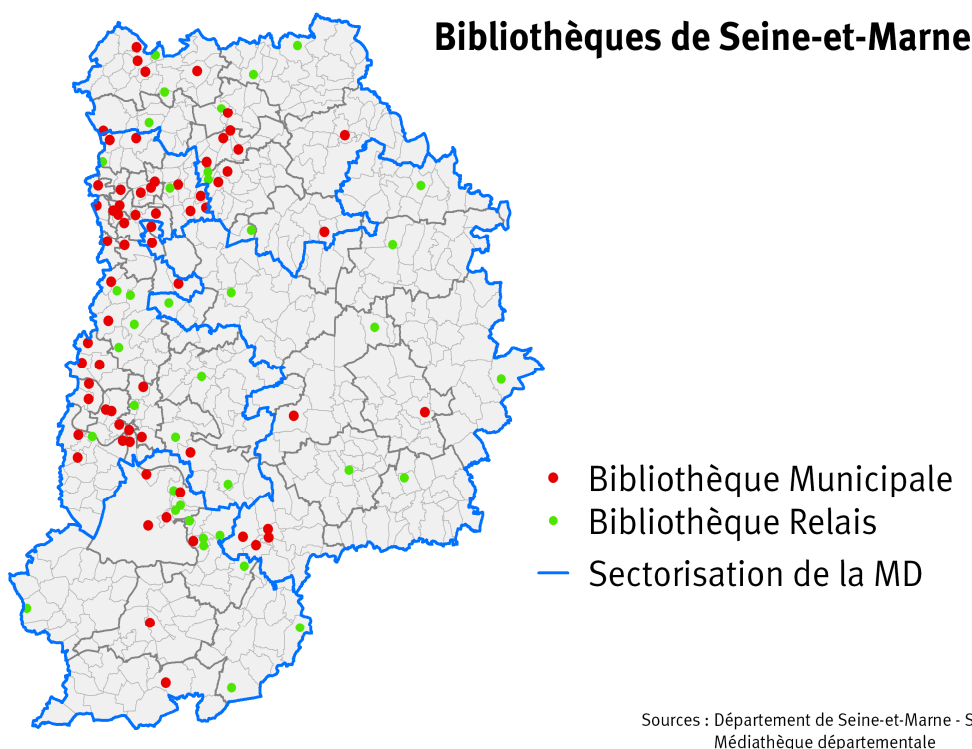 Bibliothèques de Seine-et-Marne
Bibliothèque Municipale
Bibliothèque Relais
Sectorisation de la MD
Sources : Département de Seine-et-Marne - S
Médiathèque départementale